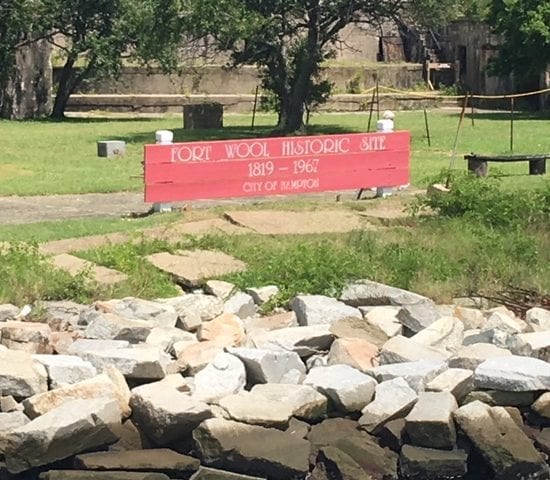 FORT WOOL HISTORIC SITE
1819 - 1967
CITY OF HAMPTON